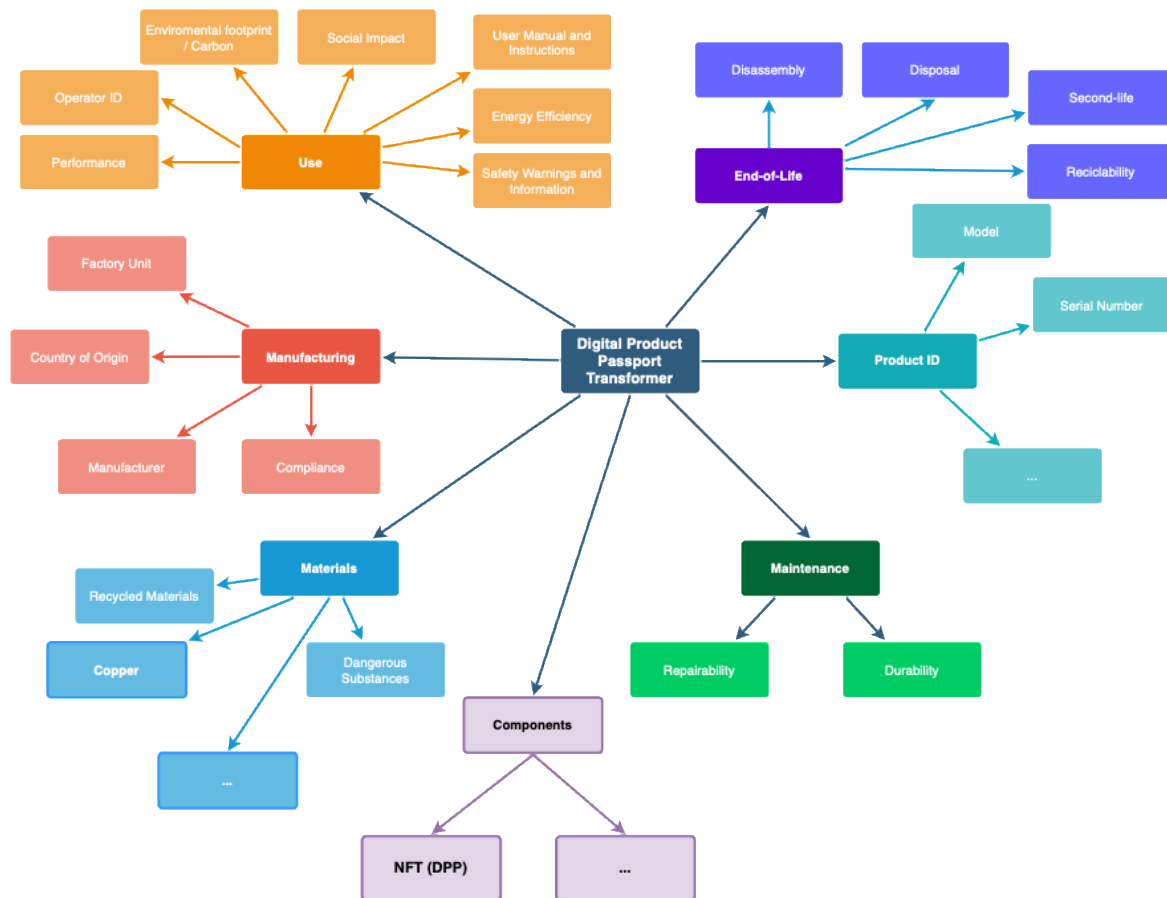 Enviromental footprint
/ Carbon
Social Impact
User Manual and
Instructions
Operator ID
Energy Efficiency
Performance
Use
Safety Warnings and
Information
Disassembly
Disposal
Second-life
End-of-Life
Reciclability
Model
Serial Number
Product ID
...
Factory Unit
Country of Origin
Manufacturing
Manufacturer
Compliance
Digital Product
Passport
Transformer
Materials
Recycled Materials
Copper
Dangerous
Substances
...
Maintenance
Repairability
Durability
Components
NFT (DPP)
...